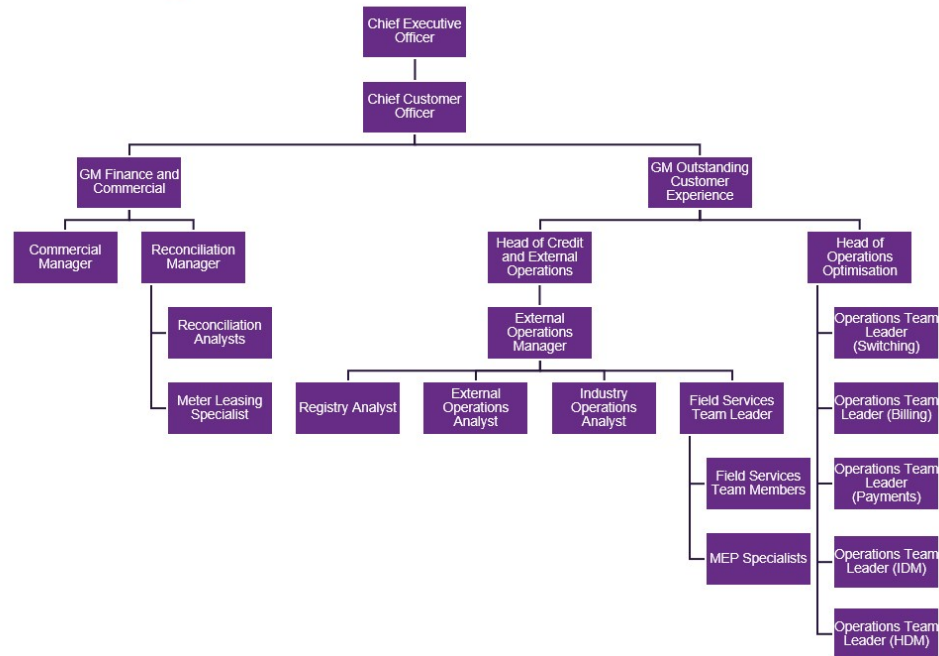 Chief Executive
Officer
Chief Customer
Officer
GM Finance and
Commercial
GM Outstanding
Customer
Experience
Commercial
Manager
Reconciliation
Manager
Head of Credit
and External
Operations
Head of
Operations
Optimisation
Reconciliation
Analysts
External
Operations
Manager
Operations Team
Leader
(Switching)
Meter Leasing
Specialist
Registry Analyst
External
Operations
Analyst
Industry
Operations
Analyst
Field Services
Team Leader
Operations Team
Leader (Billing)
Field Services
Team Members
Operations Team
Leader
(Payments)
MEP Specialists
Operations Team
Leader (IDM)
Operations Team
Leader (HDM)